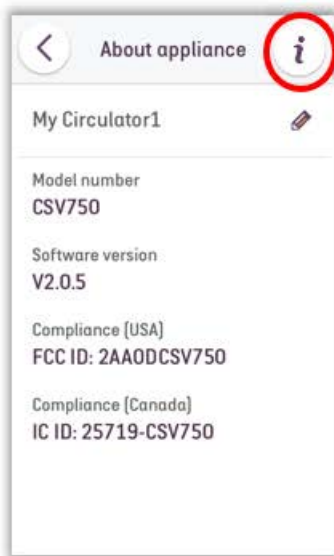 About appliance
i
My Circulator1
Model number
CSV750
Software version
V2.0.5
Compliance (USA)
FCC ID: 2AAODCSV750
Compliance (Canada)
IC ID: 25719-CSV750